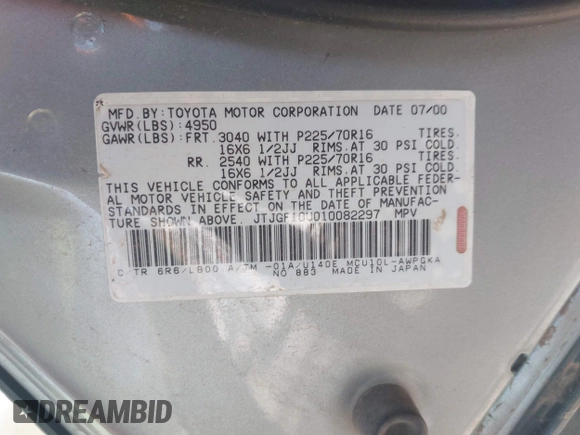 MFD.BY:TOYOTA MOTOR CORPORATION DATE 07/00
GVWR(LBS):4950
GAWR(LBS):FRT.3040 WITH P225/70R16 TIRES.
16X6 1/2JJ RIMS.AT 30 PSI COLD.
RR. 2540 WITH P225/70R16 TIRES.
16X6 1/2JJ RIMS.AT 30 PSI COLD.
THIS VEHICLE CONFORMS TO ALL APPLICABLE FEDER-
AL MOTOR VEHICLE SAFETY AND THEFT PREVENTION
STANDARDS IN EFFECT ON THE DATE OF MANUFAC-
TURE SHOWN ABOVE. JTJGF10U010082297 MPV
C/TR 6R6/LB00 A/TM -01A/U140E MCU10L-AWPGKA
NO 883 MADE IN JAPAN
DREAMBID